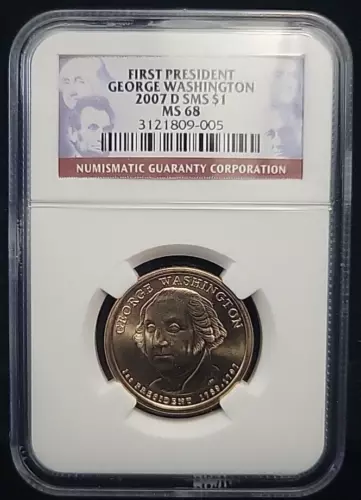 FIRST PRESIDENT
GEORGE WASHINGTON
2007 D SMS $1
MS 68
3121809-005
NUMISMATIC GUARANTY CORPORATION
GEORGE WASHINGTON
1st PRESIDENT 1789-1797